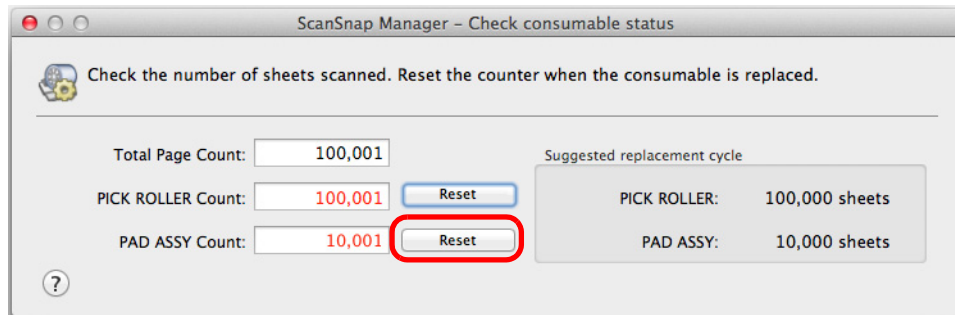 ScanSnap Manager – Check consumable status
Check the number of sheets scanned. Reset the counter when the consumable is replaced.
Total Page Count: 100,001
Suggested replacement cycle
PICK ROLLER Count: 100,001 Reset
PICK ROLLER: 100,000 sheets
PAD ASSY Count: 10,001 Reset
PAD ASSY: 10,000 sheets
?